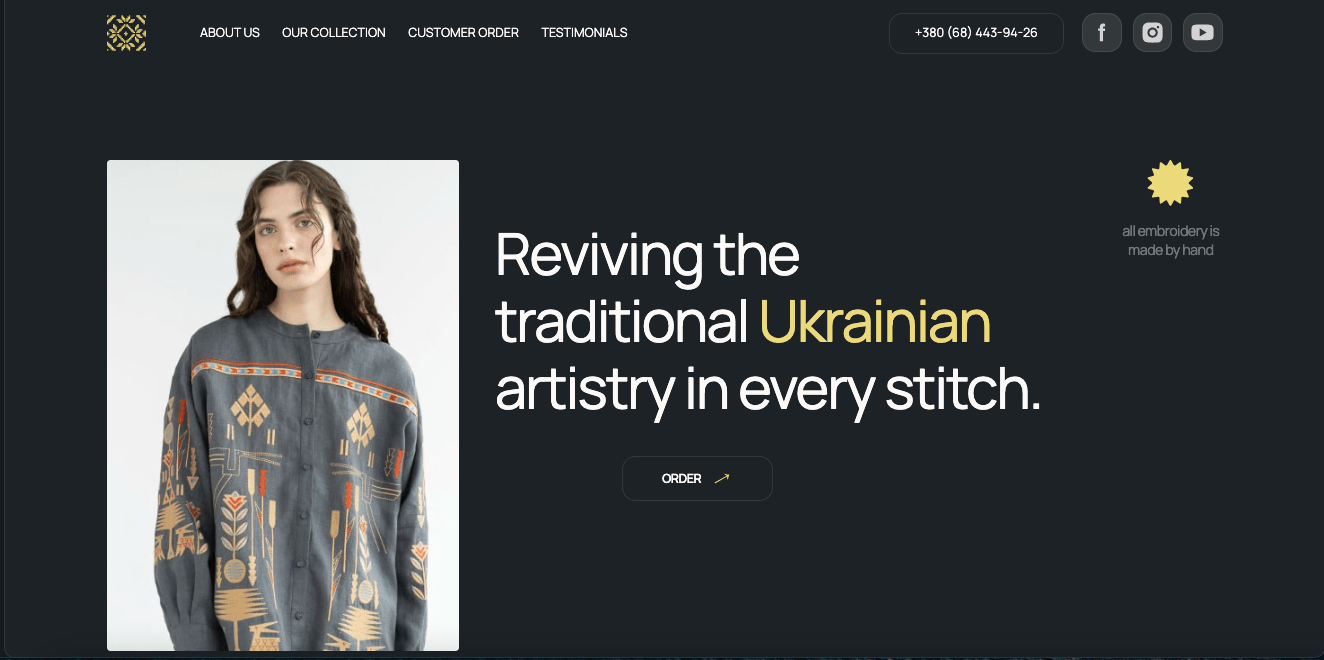 ABOUT US
OUR COLLECTION
CUSTOMER ORDER
TESTIMONIALS
+380 (68) 443-94-26
all embroidery is
made by hand
Reviving the
traditional Ukrainian
artistry in every stitch.
ORDER